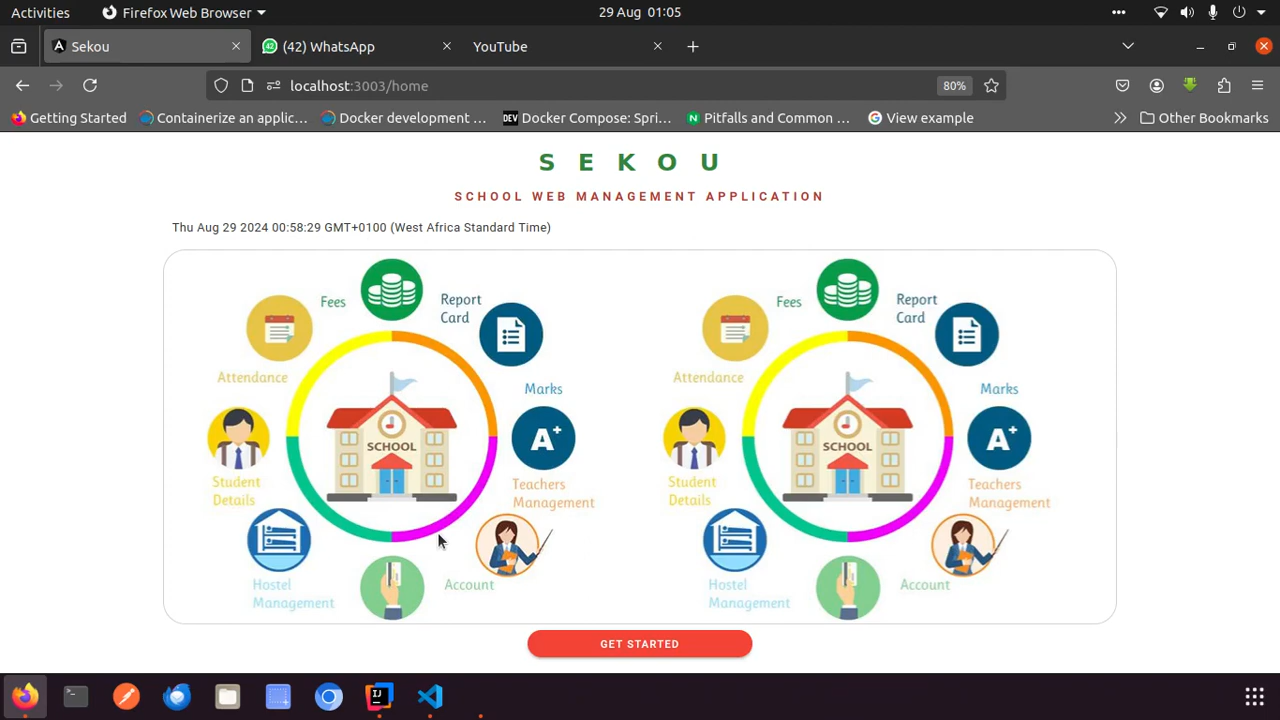 Activities Firefox Web Browser 29 Aug 01:05
Sekou (42) WhatsApp YouTube
localhost:3003/home 80%
Getting Started Containerize an applic… Docker development … DEV Docker Compose: Spri… Pitfalls and Common … View example Other Bookmarks
S E K O U
SCHOOL WEB MANAGEMENT APPLICATION
Thu Aug 29 2024 00:58:29 GMT+0100 (West Africa Standard Time)
Fees Report Card Fees Report Card
Attendance Marks Attendance Marks
SCHOOL A+ SCHOOL A+
Student Details Teachers Management Student Details Teachers Management
Hostel Management Account Hostel Management Account
GET STARTED
IJ